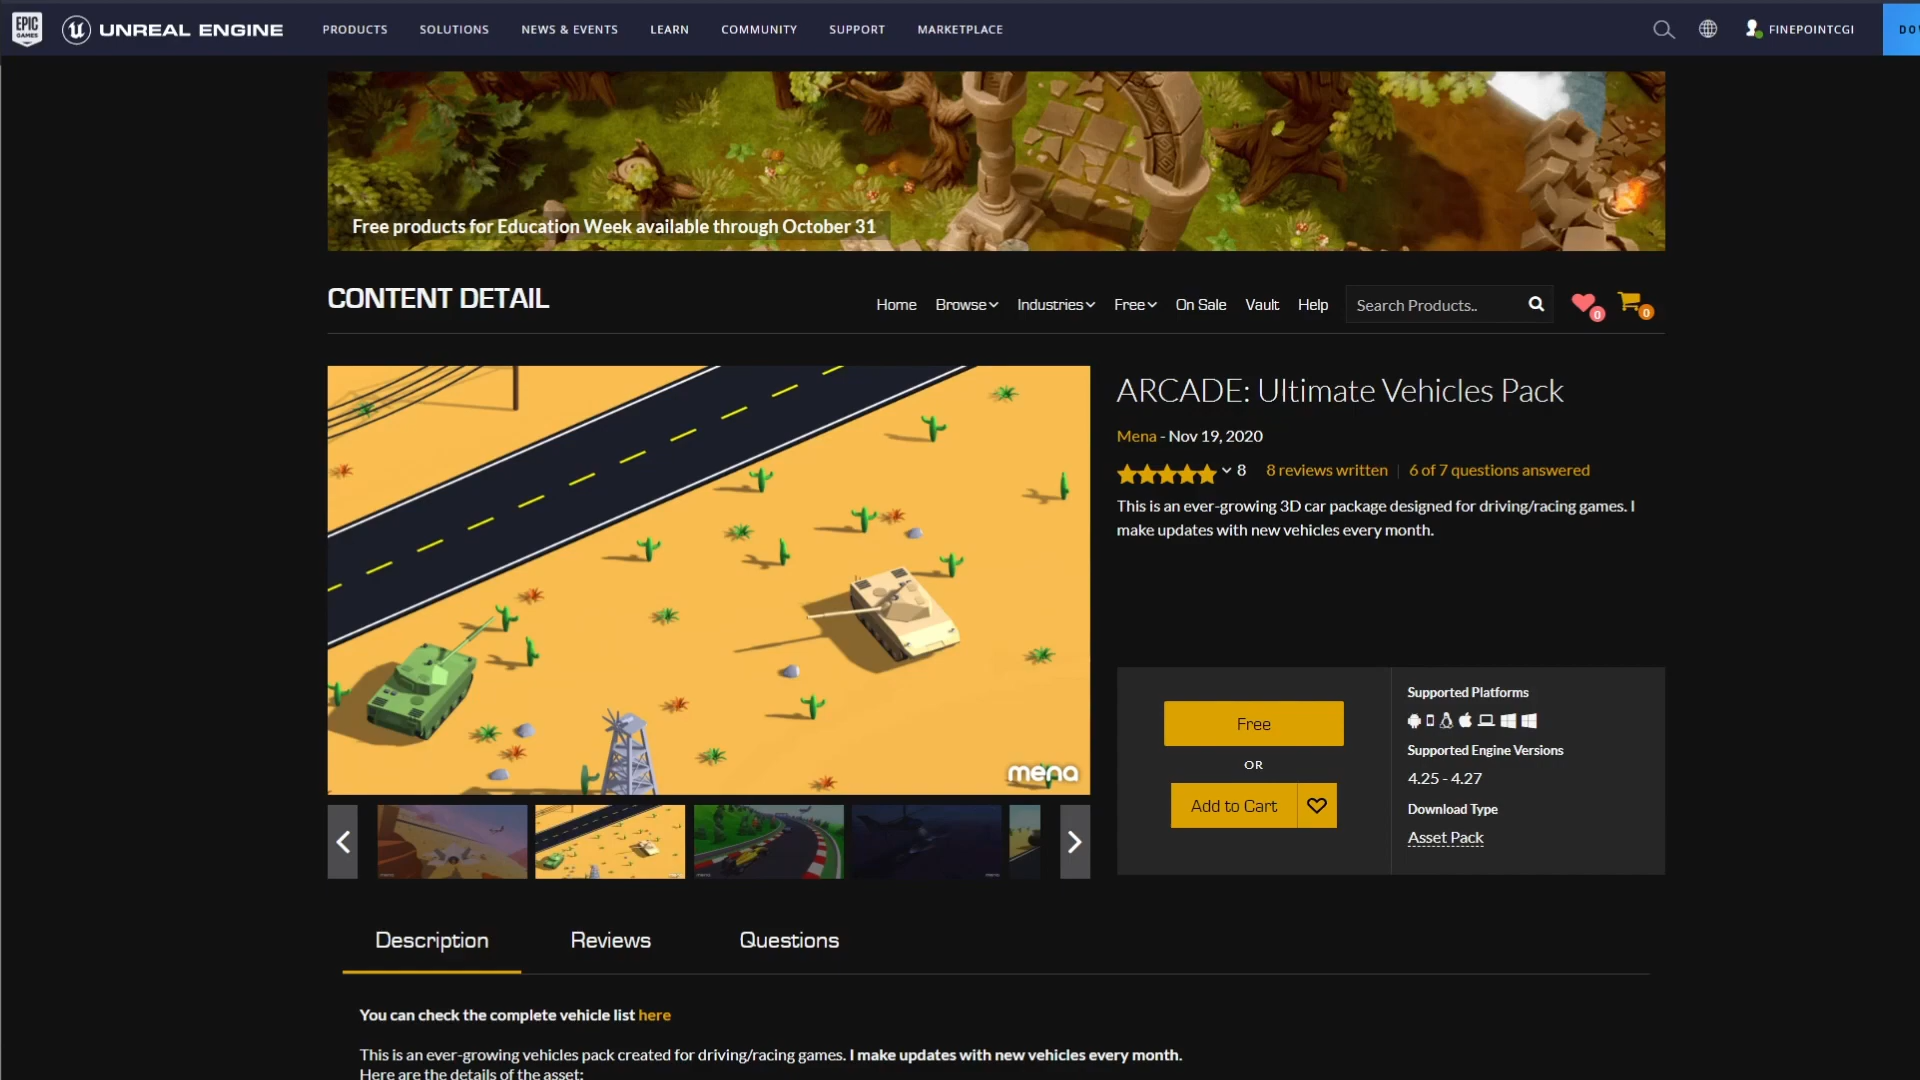 EPIC GAMES
UNREAL ENGINE
PRODUCTS
SOLUTIONS
NEWS & EVENTS
LEARN
COMMUNITY
SUPPORT
MARKETPLACE
FINEPOINTCGI
Free products for Education Week available through October 31
CONTENT DETAIL
Home
Browse
Industries
Free
On Sale
Vault
Help
Search Products..
0
0
ARCADE: Ultimate Vehicles Pack
Mena - Nov 19, 2020
8
8 reviews written | 6 of 7 questions answered
This is an ever-growing 3D car package designed for driving/racing games. I
make updates with new vehicles every month.
mena
Free
OR
Add to Cart
Supported Platforms
Supported Engine Versions
4.25 - 4.27
Download Type
Asset Pack
Description
Reviews
Questions
You can check the complete vehicle list here
This is an ever-growing vehicles pack created for driving/racing games. I make updates with new vehicles every month.
Here are the details of the asset: